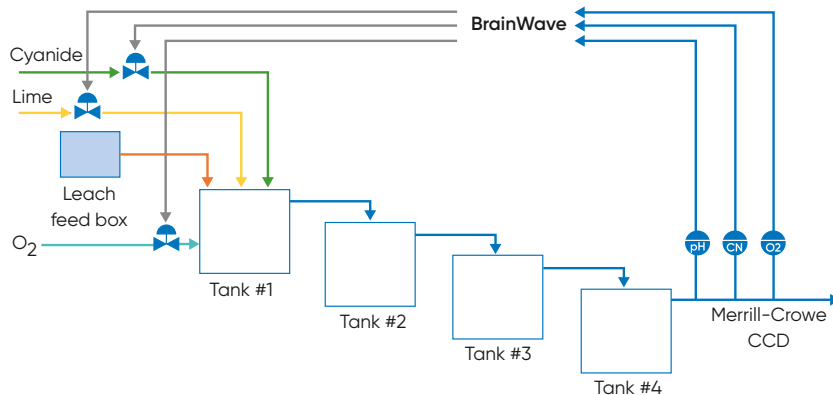 BrainWave
Cyanide
Lime
Leach
feed box
O2
pH
CN
O2
Tank #1
Tank #2
Tank #3
Tank #4
Merrill-Crowe
CCD